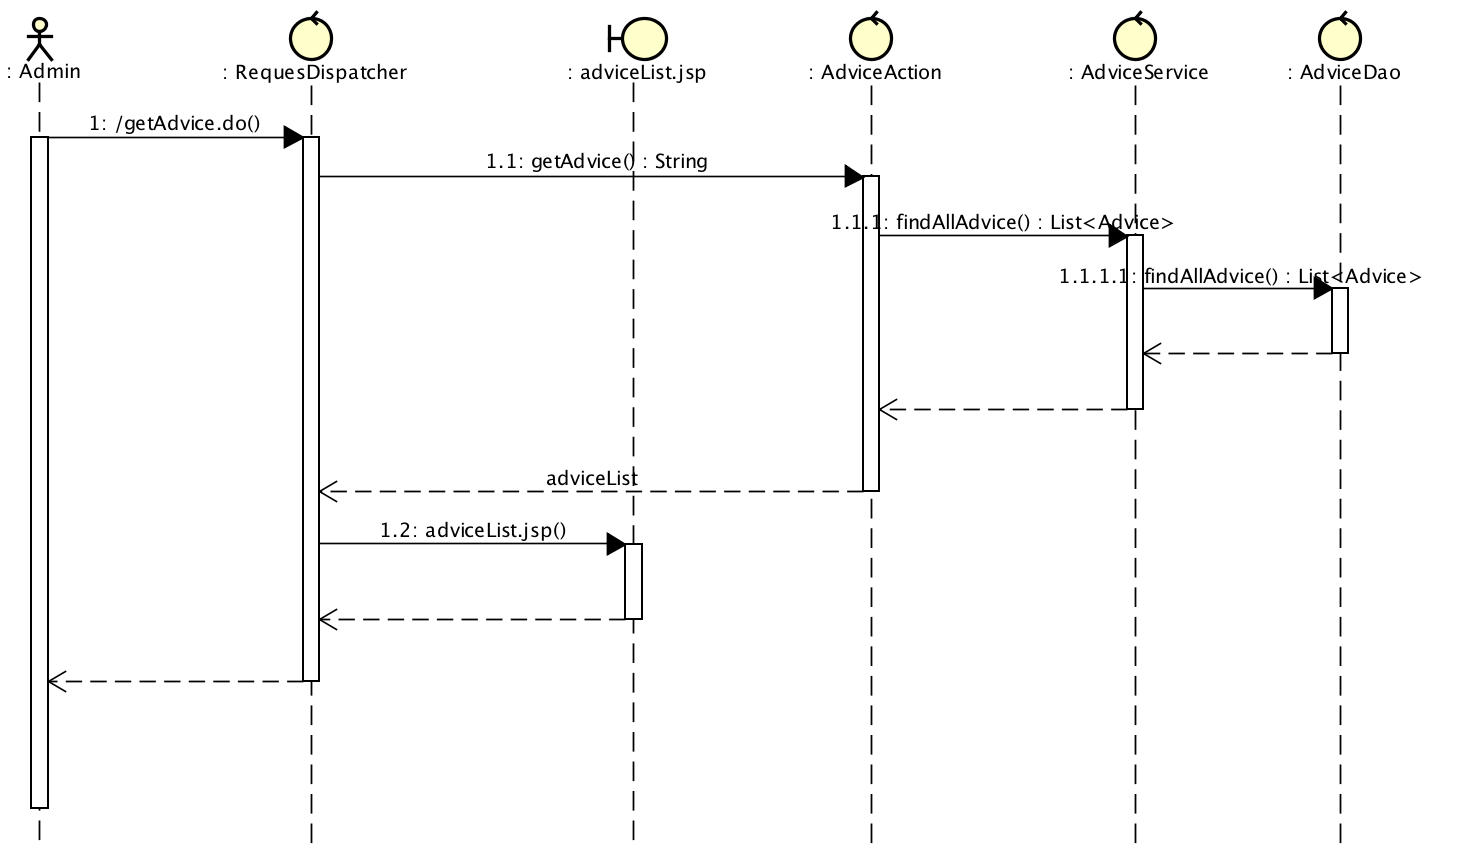 : Admin
: RequesDispatcher
: adviceList.jsp
: AdviceAction
: AdviceService
: AdviceDao
1: /getAdvice.do()
1.1: getAdvice() : String
1.1.1: findAllAdvice() : List<Advice>
1.1.1.1: findAllAdvice() : List<Advice>
adviceList
1.2: adviceList.jsp()